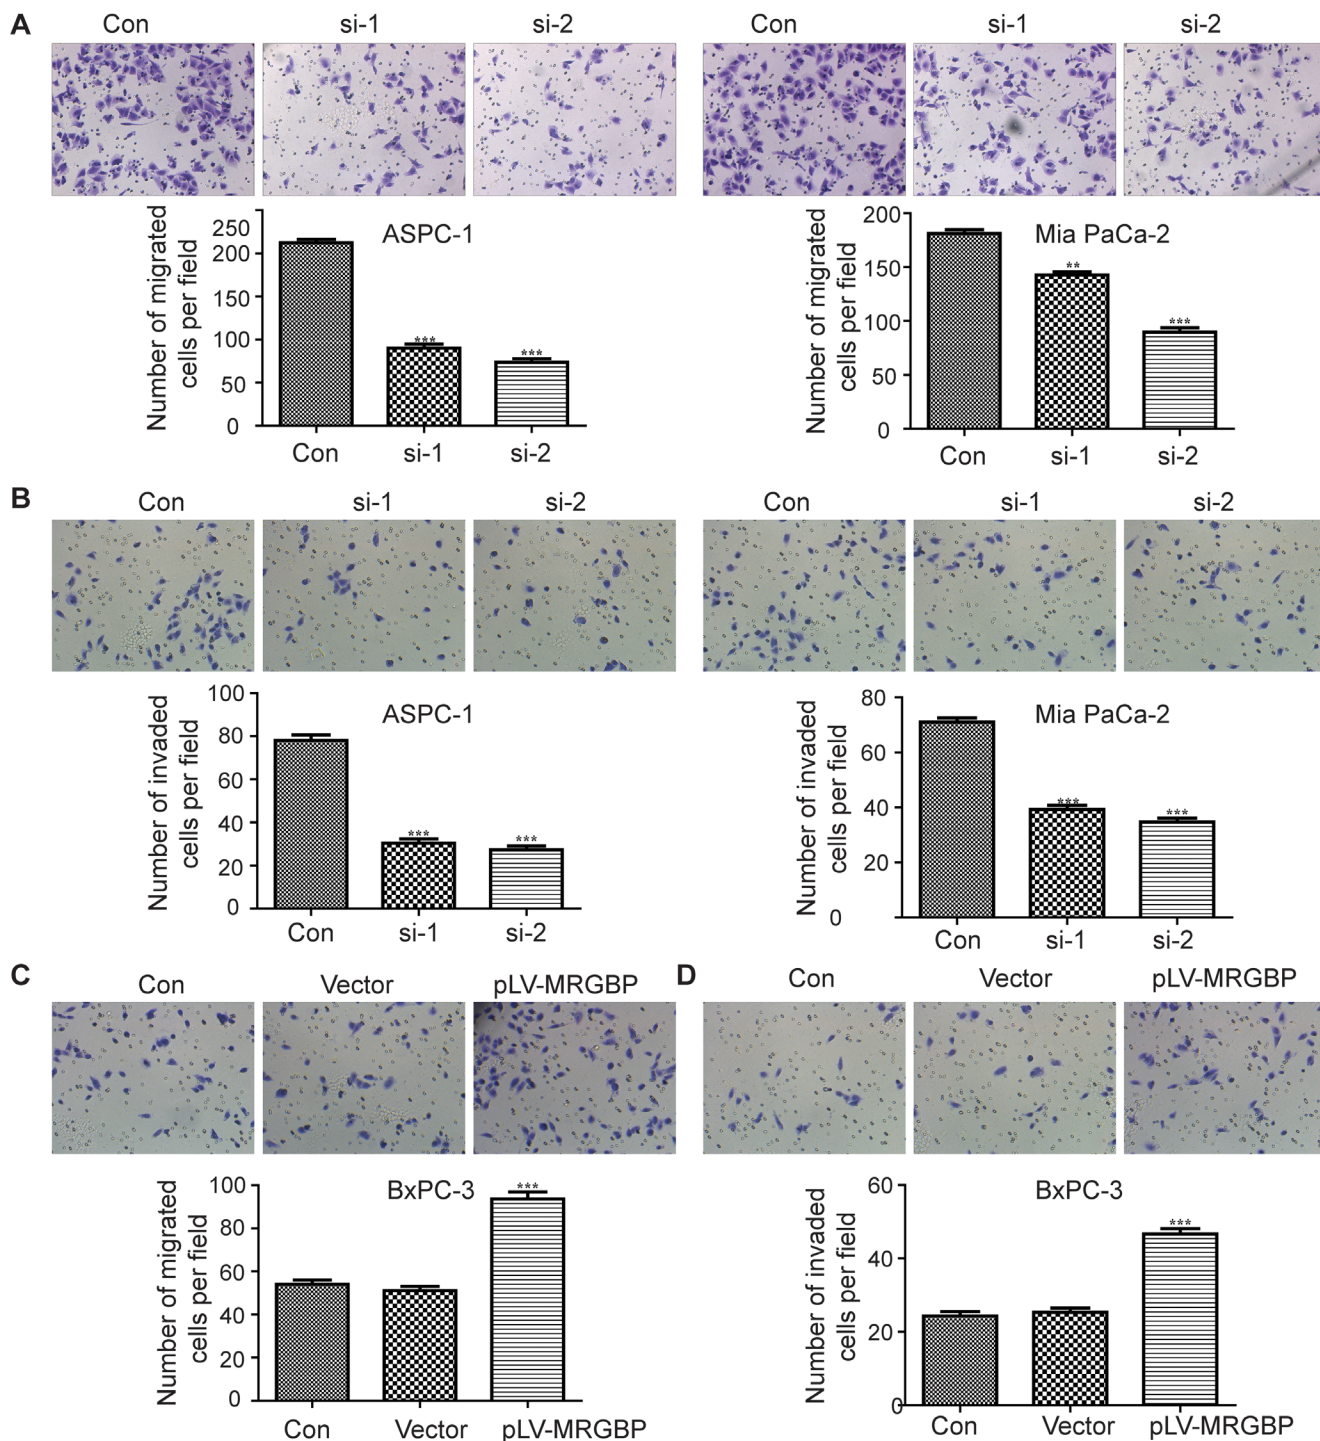 A
Con si-1 si-2 Con si-1 si-2
Number of migrated
cells per field
250
200
150
100
50
0
ASPC-1
***
***
Con si-1 si-2
Number of migrated
cells per field
200
150
100
50
0
Mia PaCa-2
**
***
Con si-1 si-2
B
Con si-1 si-2 Con si-1 si-2
Number of invaded
cells per field
100
80
60
40
20
0
ASPC-1
***
***
Con si-1 si-2
Number of invaded
cells per field
80
60
40
20
0
Mia PaCa-2
***
***
Con si-1 si-2
C
Con Vector pLV-MRGBP
Number of migrated
cells per field
100
80
60
40
20
0
BxPC-3
***
Con Vector pLV-MRGBP
D
Con Vector pLV-MRGBP
Number of invaded
cells per field
60
40
20
0
BxPC-3
***
Con Vector pLV-MRGBP